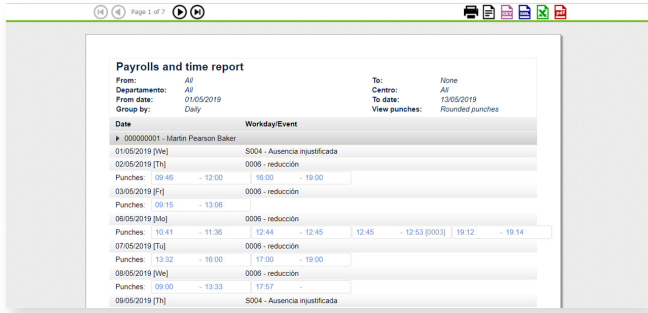 Page 1 of 7
Payrolls and time report
From: All To: None
Departamento: All Centro: All
From date: 01/05/2019 To date: 13/05/2019
Group by: Daily View punches: Rounded punches
Date Workday/Event
000000001 - Martin Pearson Baker
01/05/2019 [We] S004 - Ausencia injustificada
02/05/2019 [Th] 0006 - reducción
Punches: 09:46 - 12:00 16:00 - 19:00
03/05/2019 [Fr] 0006 - reducción
Punches: 09:15 - 13:06
06/05/2019 [Mo] 0006 - reducción
Punches: 10:41 - 11:36 12:44 - 12:45 12:45 - 12:53 [0003] 19:12 - 19:14
07/05/2019 [Tu] 0006 - reducción
Punches: 13:32 - 16:00 17:00 - 19:00
08/05/2019 [We] 0006 - reducción
Punches: 09:00 - 13:33 17:57 -
09/05/2019 [Th] S004 - Ausencia injustificada